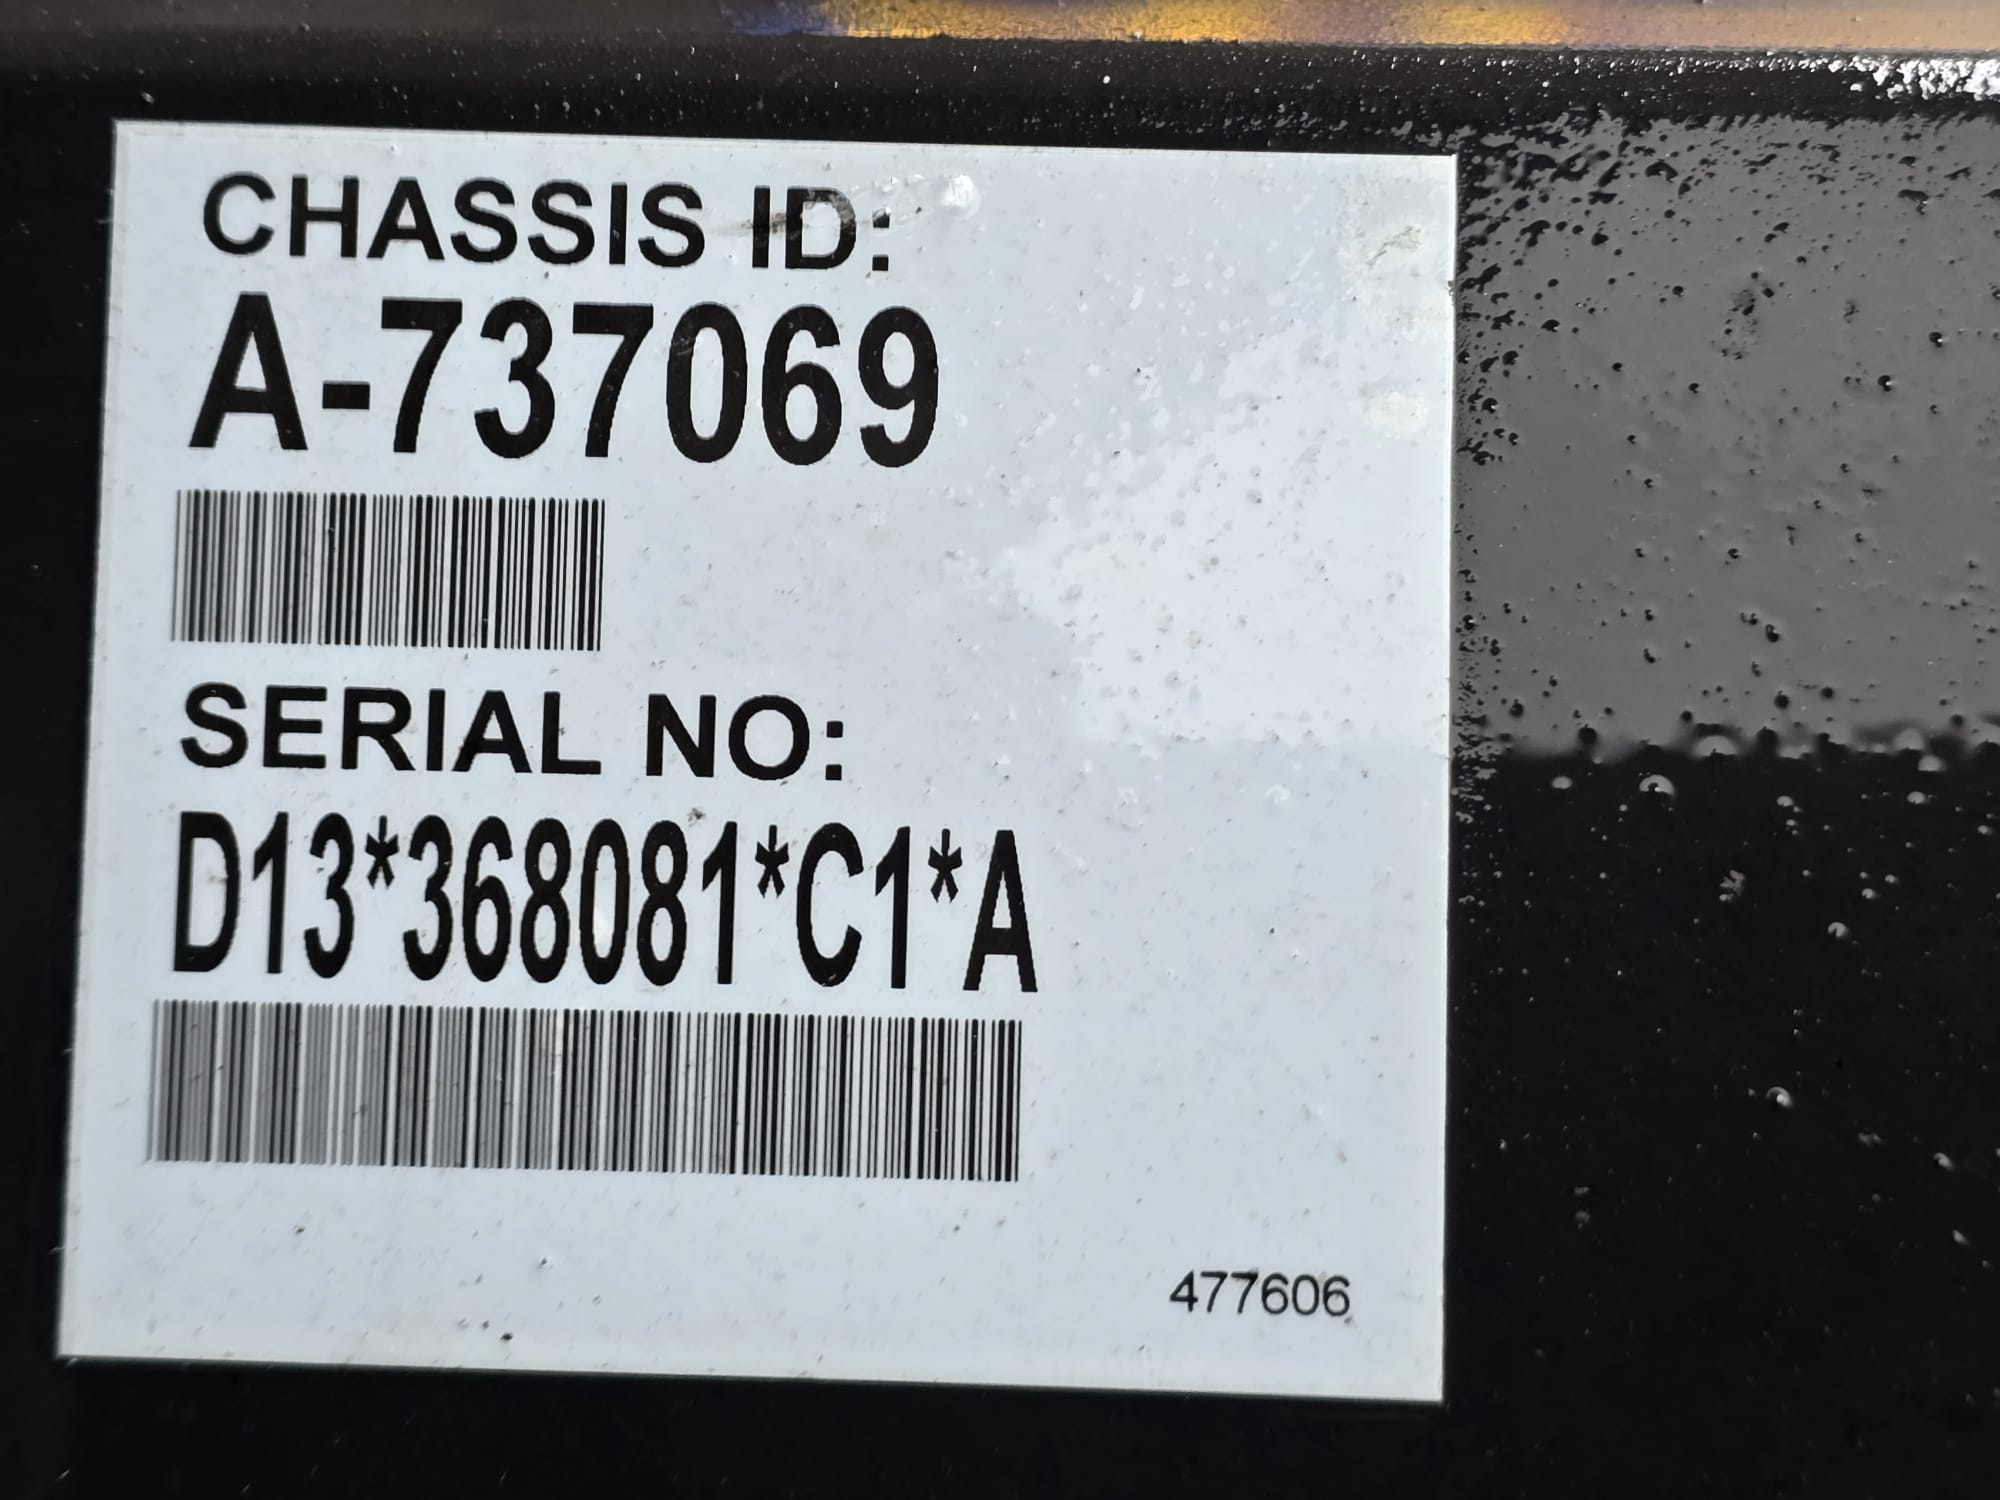 CHASSIS ID:
A-737069
SERIAL NO:
D13*368081*C1*A
477606